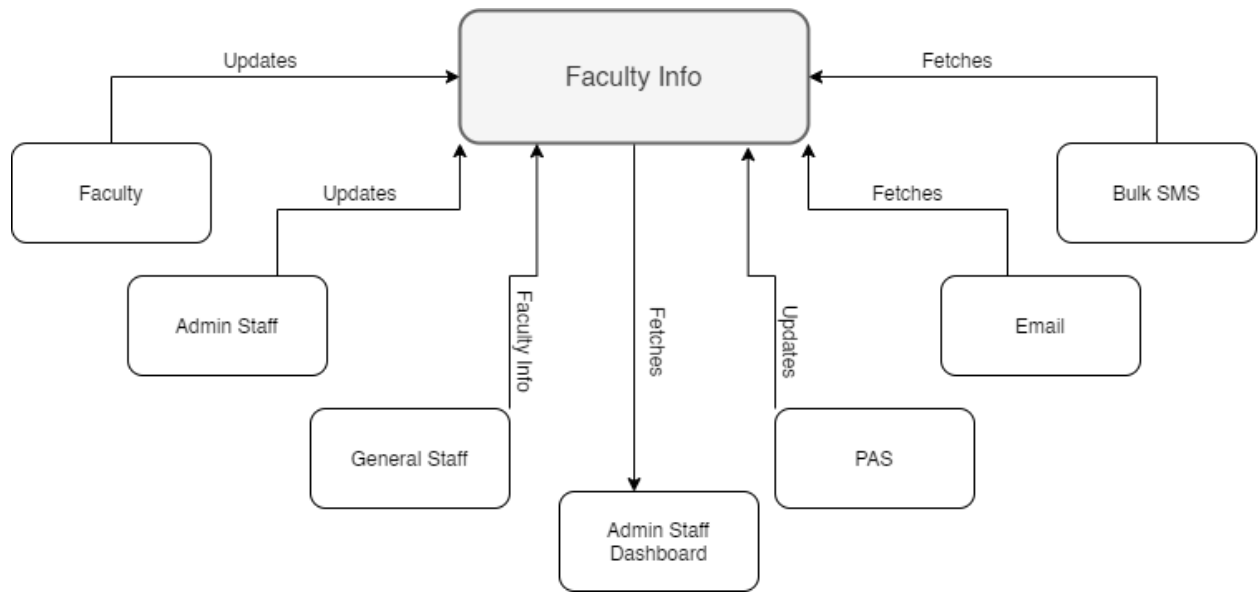 Updates
Faculty Info
Fetches
Faculty
Updates
Fetches
Bulk SMS
Admin Staff
Faculty Info
Fetches
Updates
Email
General Staff
PAS
Admin Staff
Dashboard